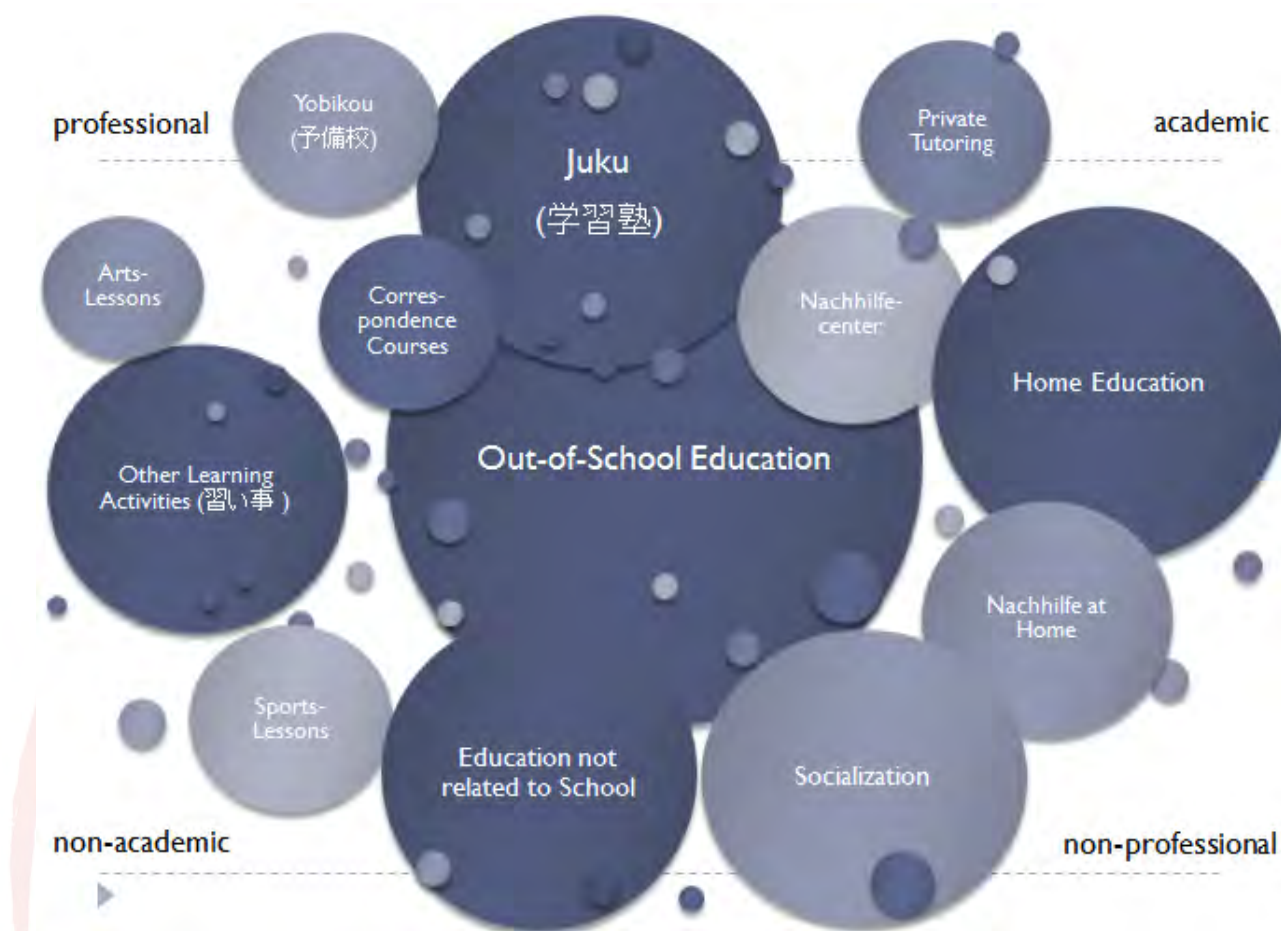 professional
Yobikou
(予備校)
Juku
(学習塾)
Private
Tutoring
academic
Arts-
Lessons
Corres-
pondence
Courses
Nachhilfe-
center
Home Education
Out-of-School Education
Other Learning
Activities (習い事 )
Nachhilfe at
Home
Sports-
Lessons
Education not
related to School
Socialization
non-academic
non-professional